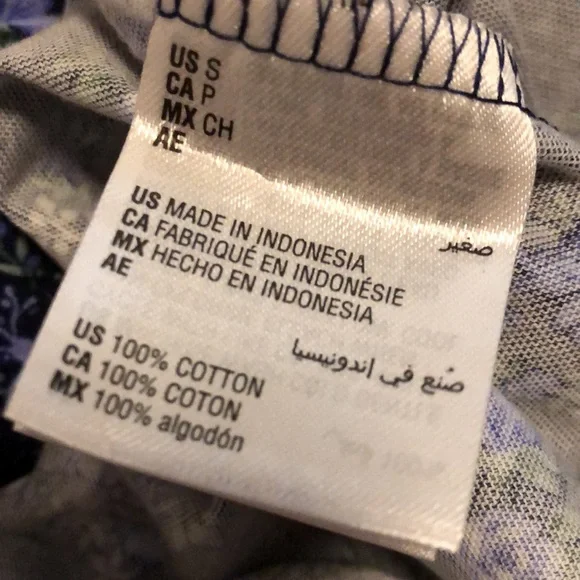 US S
CA P
MX CH
AE
صغير
US MADE IN INDONESIA
CA FABRIQUÉ EN INDONÉSIE
MX HECHO EN INDONESIA
AE
صُنع في اندونيسيا
US 100% COTTON
CA 100% COTON
MX 100% algodón